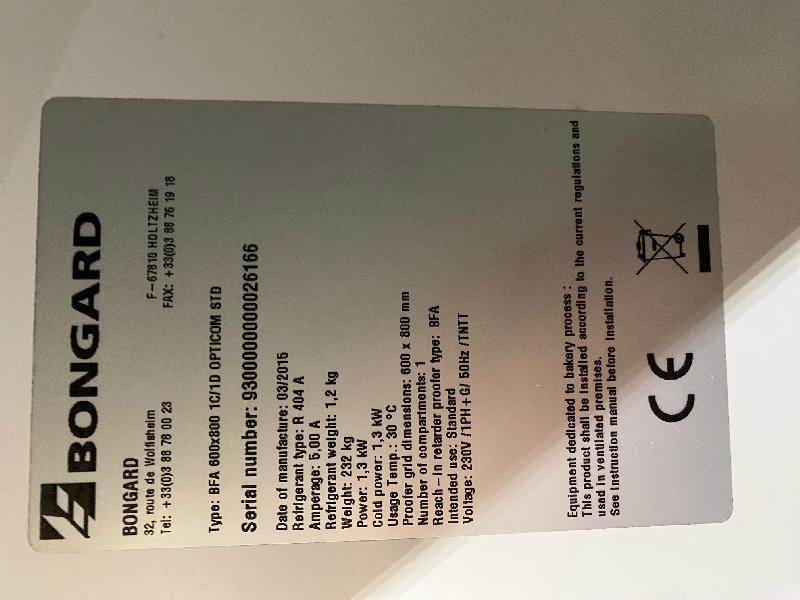 BONGARD
BONGARD
32, route de Wolfisheim F-67810 HOLTZHEIM
Tel: +33(0)3 88 78 00 23 FAX: +33(0)3 88 76 19 18
Type: BFA 600x800 1C/1D OPTICOM STD
Serial number: 9300000000026166
Date of manufacture: 03/2015
Refrigerant type: R 404 A
Amperage: 5,00 A
Refrigerant weight: 1,2 kg
Weight: 232 kg
Power: 1,3 kW
Cold power: 1,3 kW
Usage Temp.: 30 °C
Proofer grid dimensions: 600 x 800 mm
Number of compartments: 1
Reach-in retarder proofer type: BFA
Intended use: Standard
Voltage: 230V /1PH+G/ 50Hz /TNTT
Equipment dedicated to bakery process :
This product shall be installed according to the current regulations and
used in ventilated premises.
See instruction manual before installation.
CE